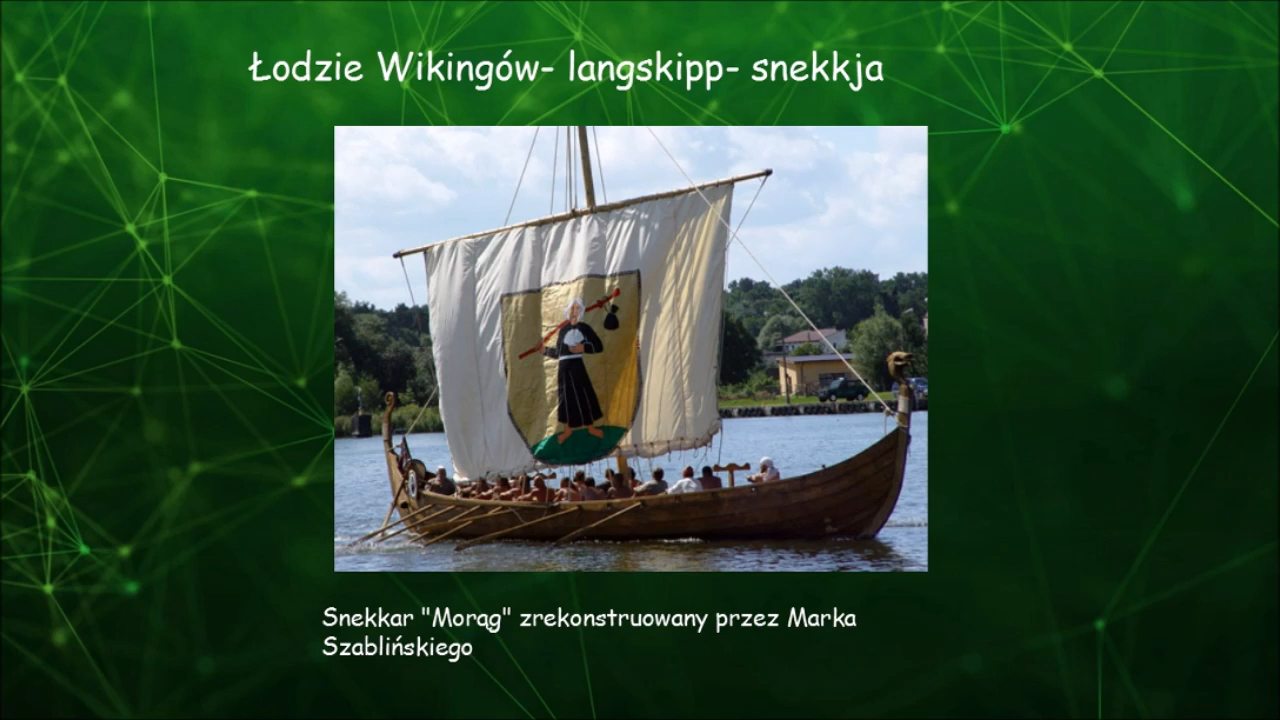 Łodzie Wikingów- langskipp- snekkja
Snekkar "Morąg" zrekonstruowany przez Marka
Szablińskiego